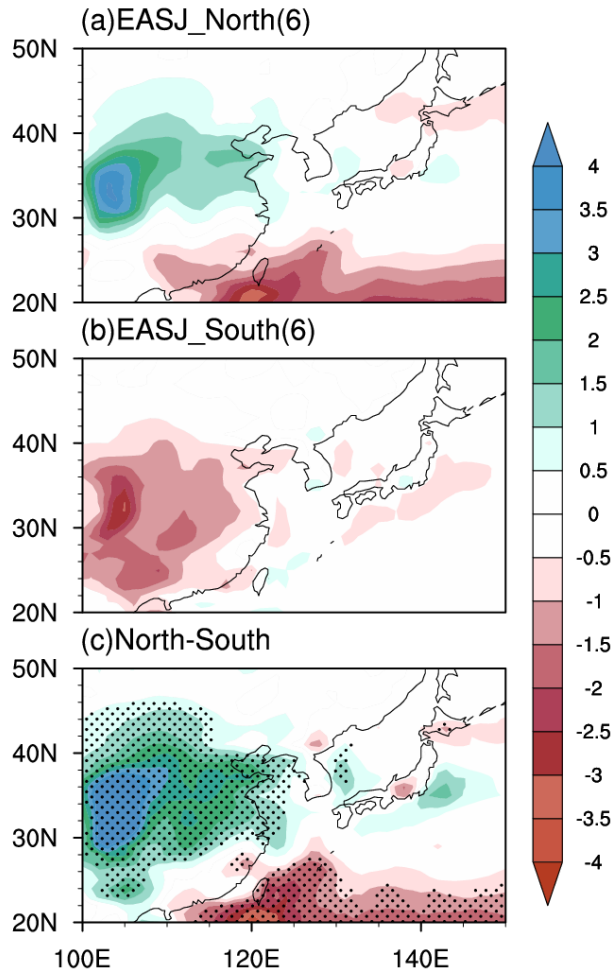 (a)EASJ_North(6)
50N
40N
30N
20N
(b)EASJ_South(6)
50N
40N
30N
20N
(c)North-South
50N
40N
30N
20N
100E 120E 140E
4
3.5
3
2.5
2
1.5
1
0.5
0
-0.5
-1
-1.5
-2
-2.5
-3
-3.5
-4